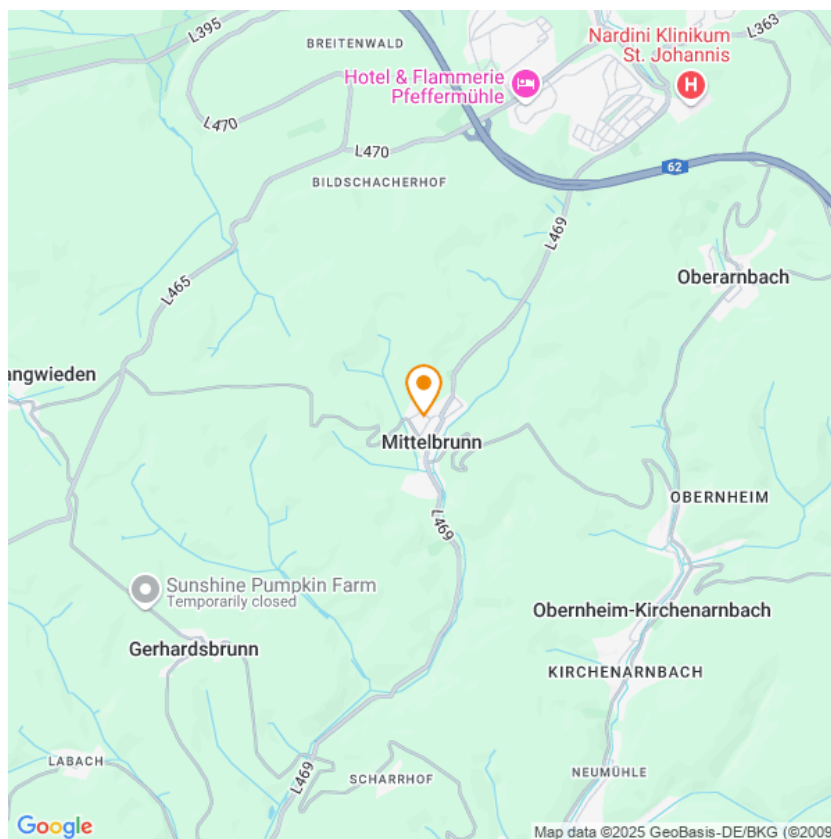 L395
BREITENWALD
L363
Nardini Klinikum
St. Johannis
H
Hotel & Flammerie
Pfeffermühle
L470
L470
62
BILDSCHACHERHOF
L469
L465
Oberarnbach
angwieden
Mittelbrunn
OBERNHEIM
L469
Sunshine Pumpkin Farm
Temporarily closed
Obernheim-Kirchenarnbach
Gerhardsbrunn
KIRCHENARNBACH
LABACH
L469
SCHARRHOF
NEUMÜHLE
Google
Map data ©2025 GeoBasis-DE/BKG (©2009